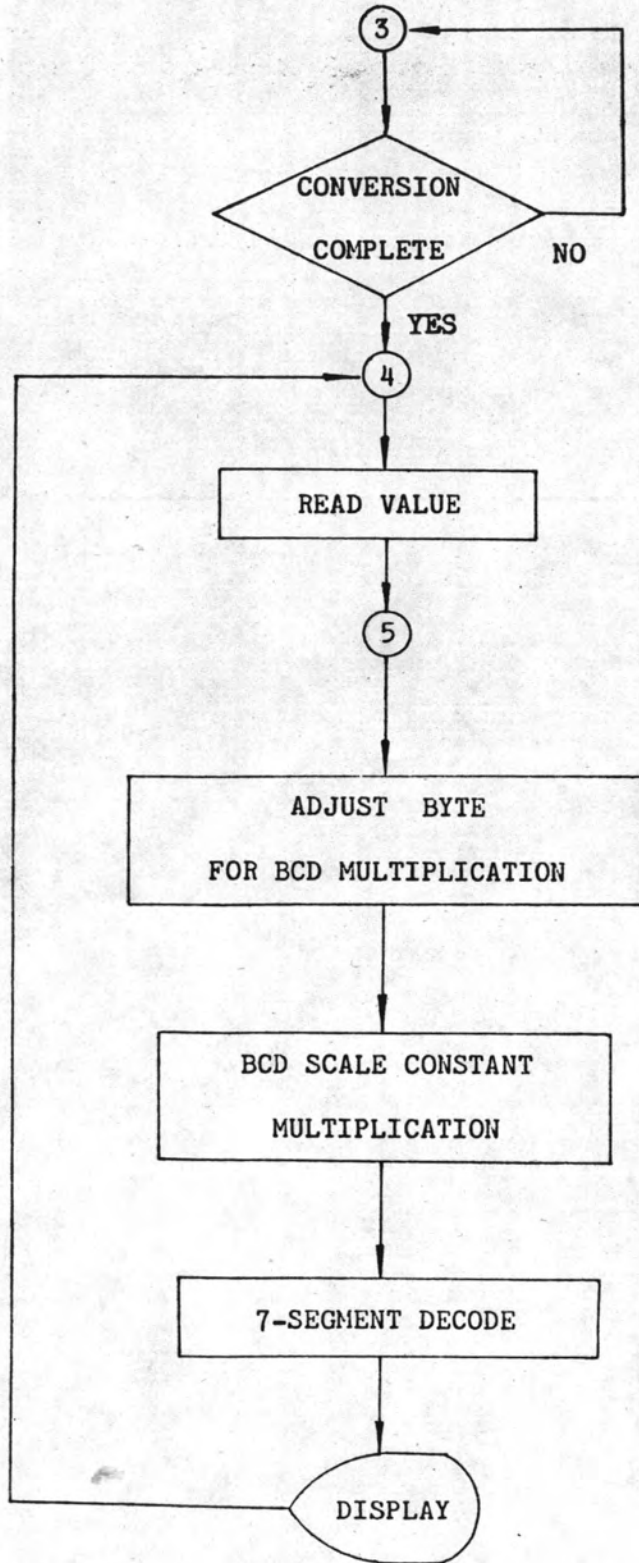 3
CONVERSION
COMPLETE
NO
YES
4
READ VALUE
5
ADJUST BYTE
FOR BCD MULTIPLICATION
BCD SCALE CONSTANT
MULTIPLICATION
7-SEGMENT DECODE
DISPLAY